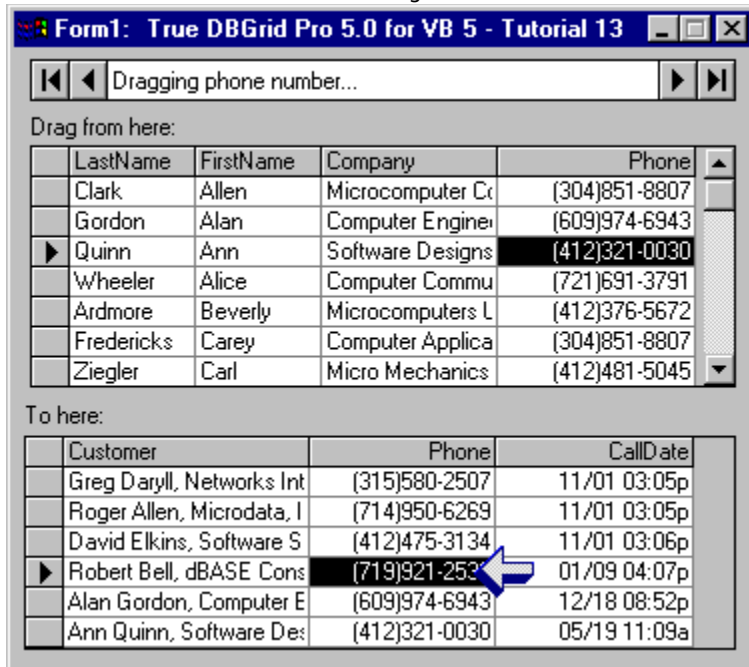 Form1: True DBGrid Pro 5.0 for VB 5 - Tutorial 13
Dragging phone number...
Drag from here:
LastName FirstName Company Phone
Clark Allen Microcomputer Co (304)851-8807
Gordon Alan Computer Enginee (609)974-6943
Quinn Ann Software Designs (412)321-0030
Wheeler Alice Computer Commu (721)691-3791
Ardmore Beverly Microcomputers L (412)376-5672
Fredericks Carey Computer Applica (304)851-8807
Ziegler Carl Micro Mechanics (412)481-5045
To here:
Customer Phone CallDate
Greg Daryll, Networks Int (315)580-2507 11/01 03:05p
Roger Allen, Microdata, I (714)950-6269 11/01 03:05p
David Elkins, Software S (412)475-3134 11/01 03:06p
Robert Bell, dBASE Cons (719)921-253 01/09 04:07p
Alan Gordon, Computer E (609)974-6943 12/18 08:52p
Ann Quinn, Software Des (412)321-0030 05/19 11:09a